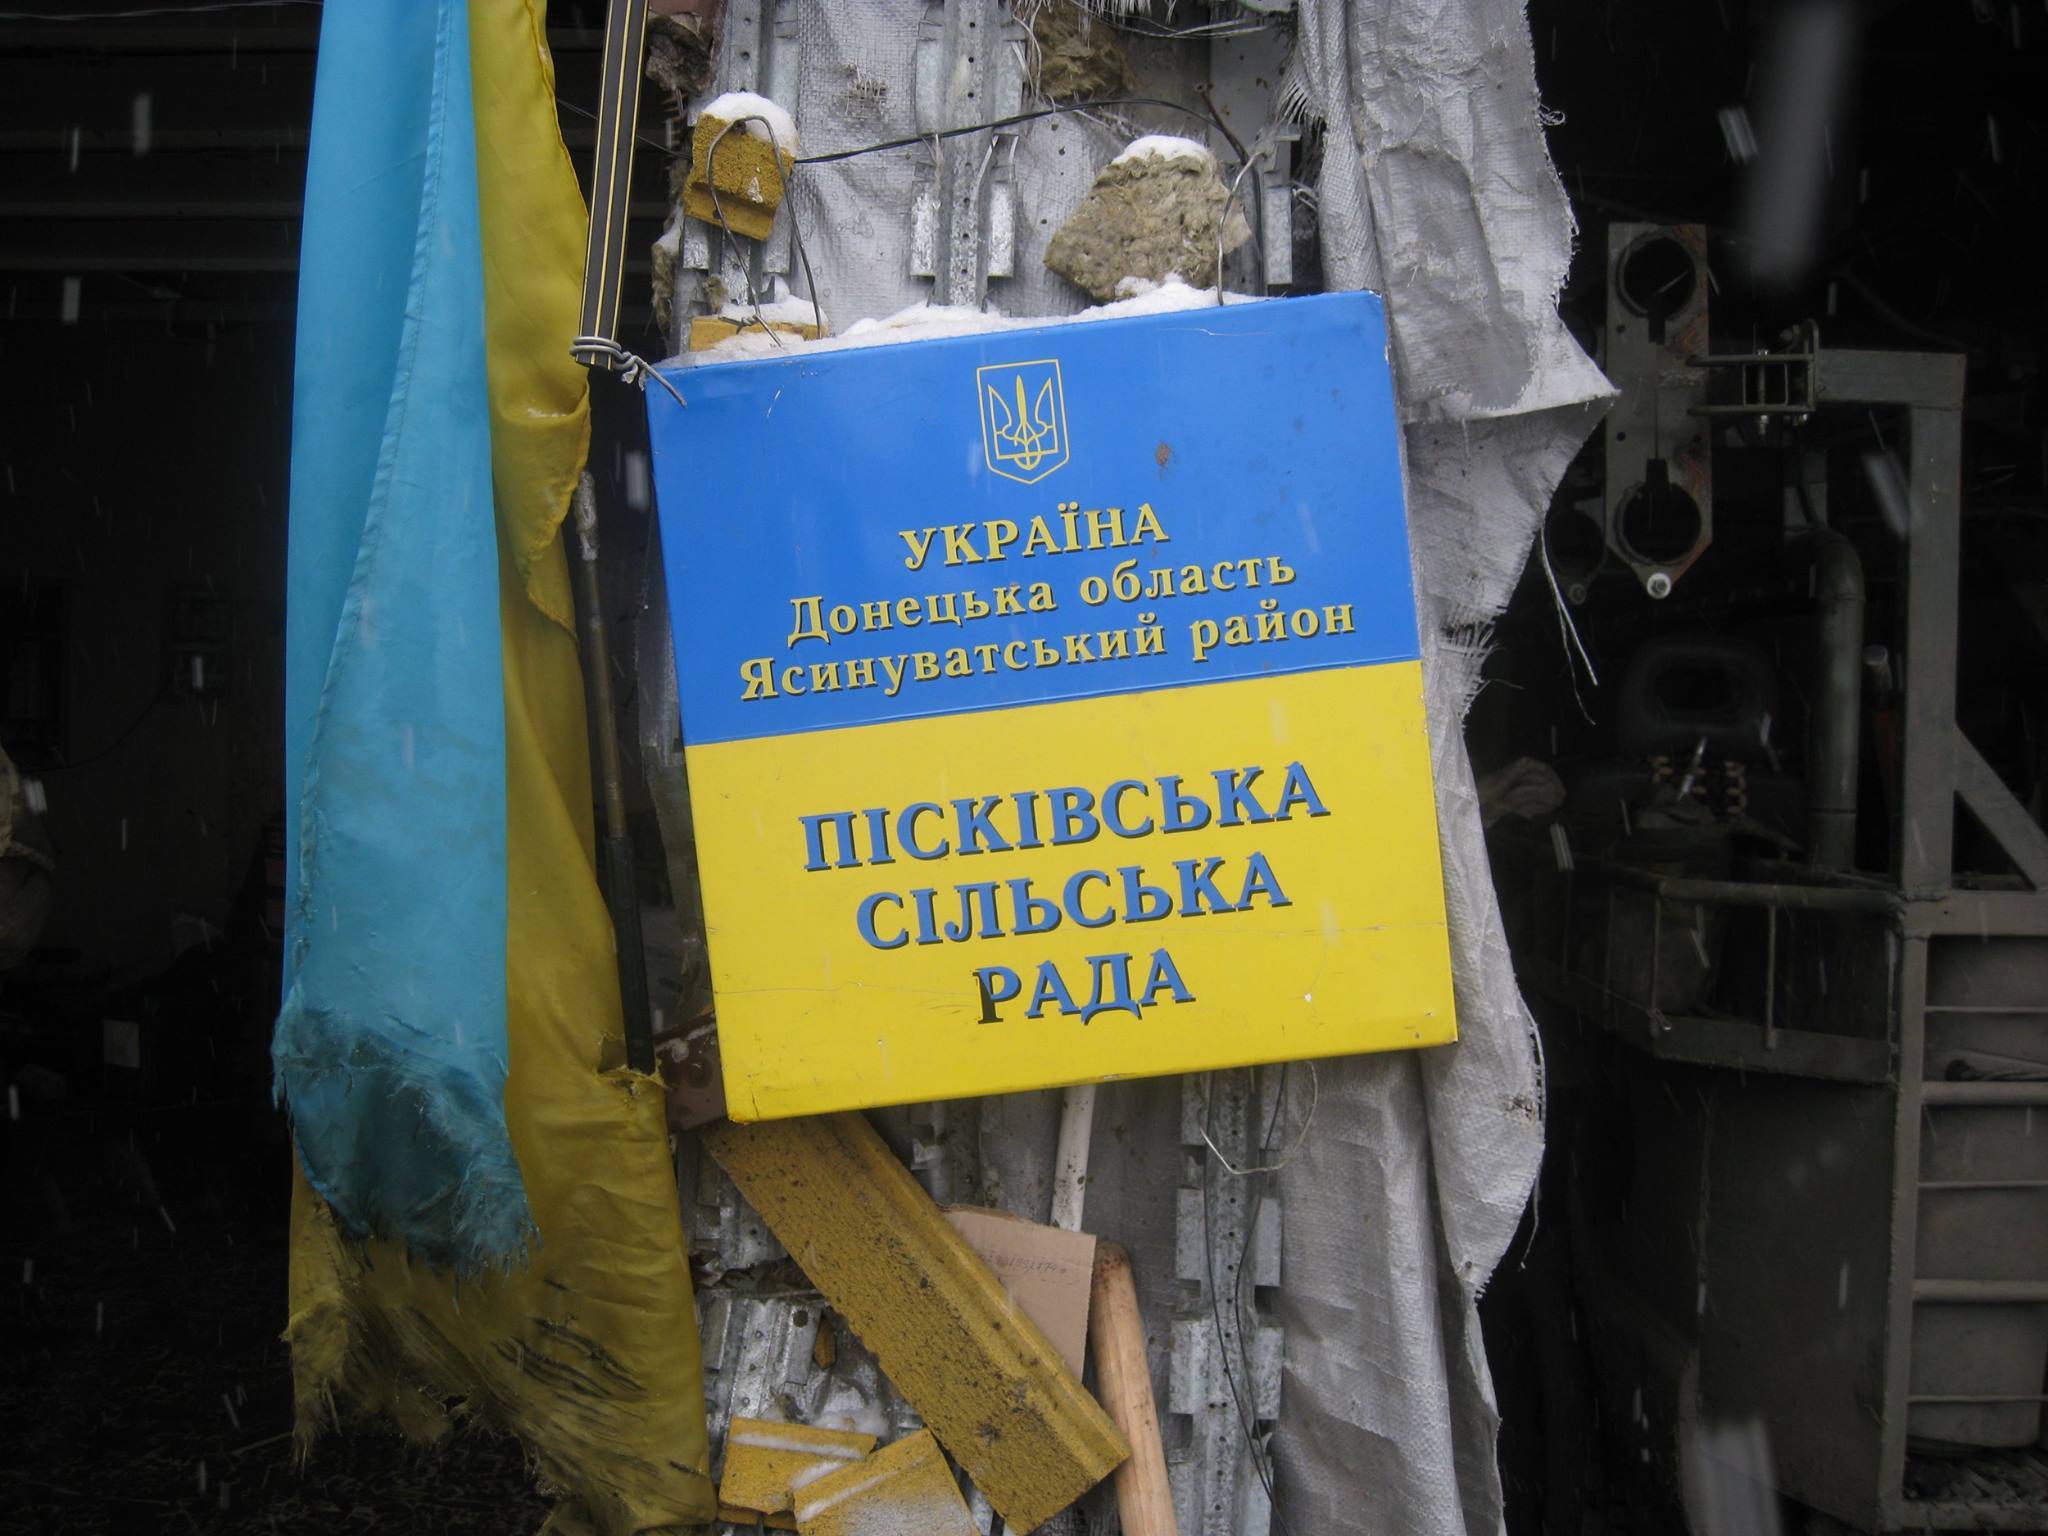 УКРАЇНА
Донецька область
Ясинуватський район
ПІСКІВСЬКА
СІЛЬСЬКА
РАДА